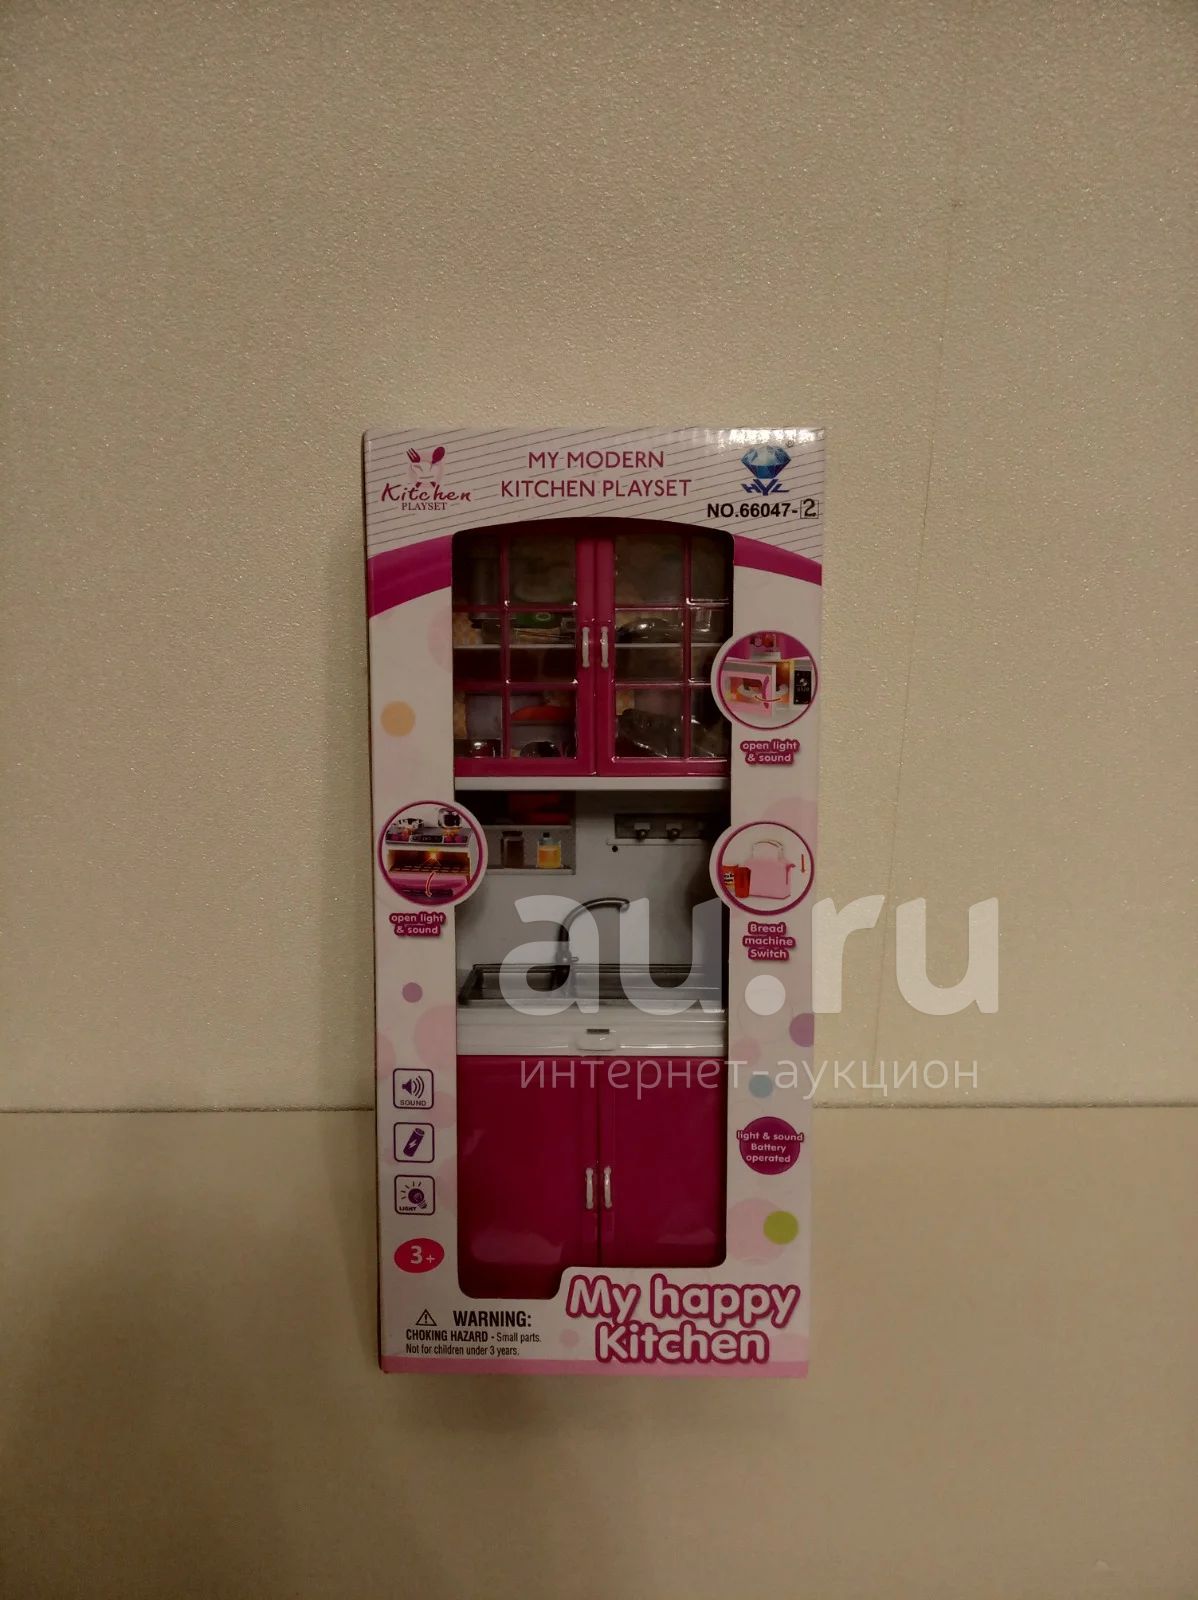 MY MODERN
KITCHEN PLAYSET
Kitchen
PLAYSET
HYL
NO.66047-2
open light
& sound
open light
& sound
Bread
machine
Switch
au.ru
интернет-аукцион
SOUND
LIGHT
light & sound
Battery
operated
3+
WARNING:
CHOKING HAZARD - Small parts.
Not for children under 3 years.
My happy
Kitchen